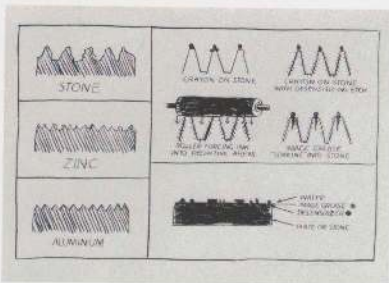 STONE
ZINC
ALUMINUM
CRAYON ON STONE
CRAYON ON STONE
WITH DESENSITIZING ETCH
ROLLER FORCING INK
INTO RECEPTIVE AREAS
IMAGE GREASE
INTO STONE
WATER
IMAGE GREASE
DESENSITIZER
PLATE OR STONE